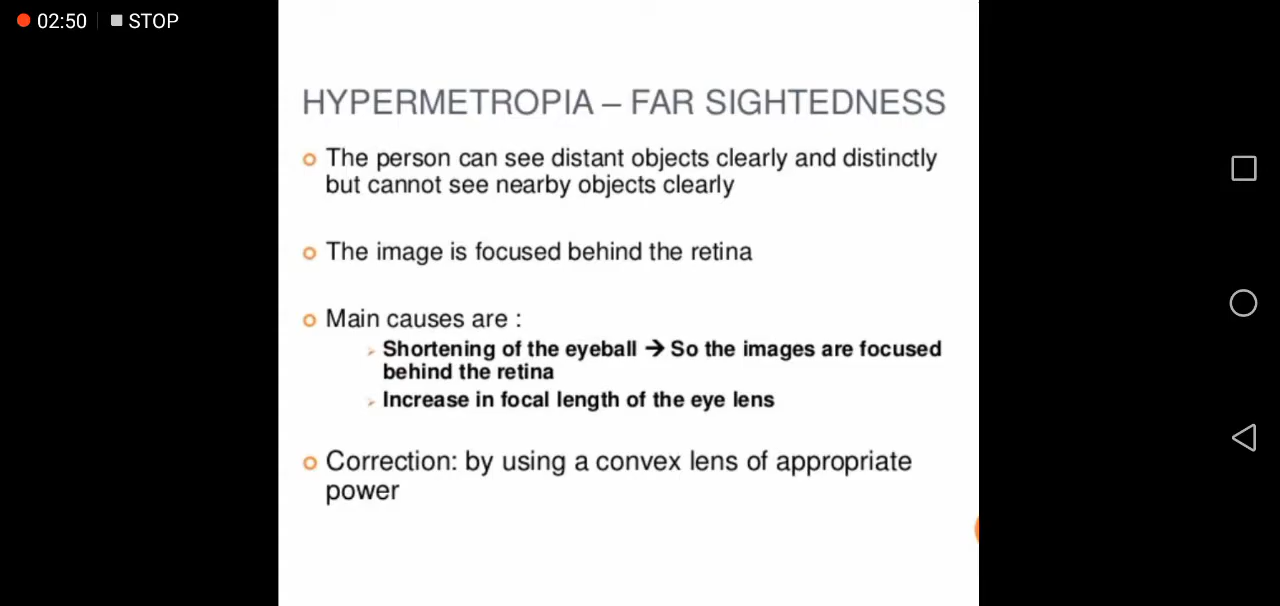 02:50 STOP
HYPERMETROPIA – FAR SIGHTEDNESS
The person can see distant objects clearly and distinctly
but cannot see nearby objects clearly
The image is focused behind the retina
Main causes are :
Shortening of the eyeball → So the images are focused
behind the retina
Increase in focal length of the eye lens
Correction: by using a convex lens of appropriate
power